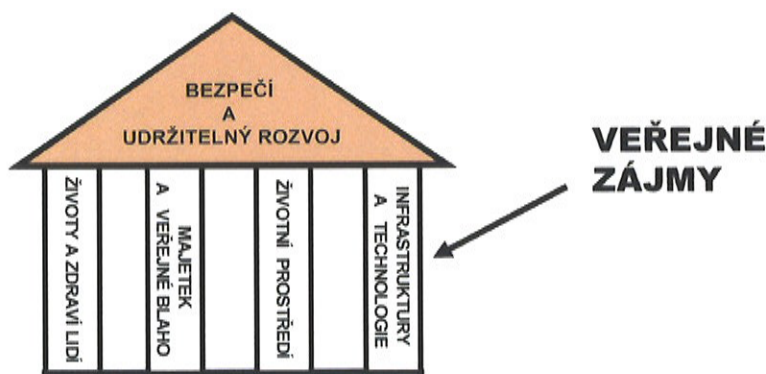 BEZPEČÍ
A
UDRŽITELNÝ ROZVOJ
VEŘEJNÉ
ZÁJMY
ŽIVOTY A ZDRAVÍ LIDÍ
MAJETEK
A VEŘEJNÉ BLAHO
ŽIVOTNÍ PROSTŘEDÍ
INFRASTRUKTURY
A TECHNOLOGIE